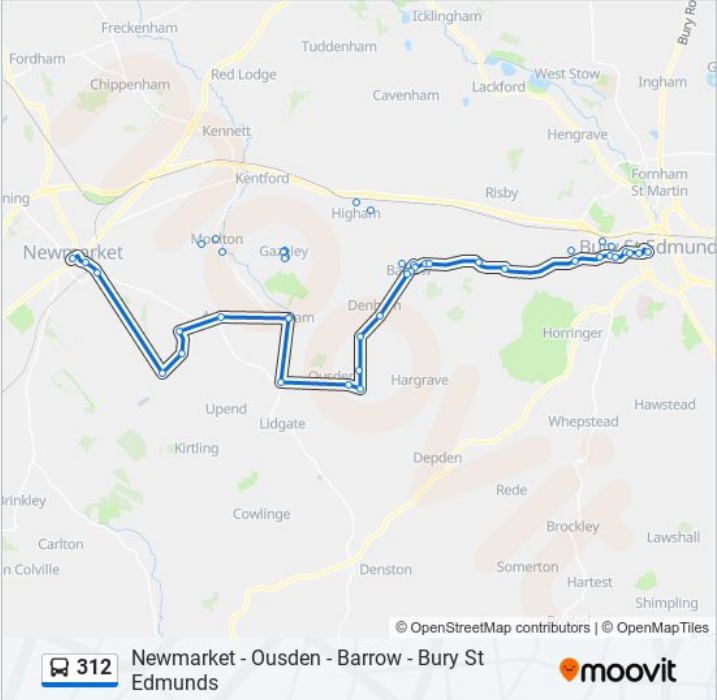 Icklingham
Bury Ro
Freckenham
Tuddenham
Fordham
Red Lodge
West Stow
Chippenham
Lackford
Ingham
Cavenham
Kennett
Hengrave
Kentford
Fornham
St Martin
Risby
ning
Higham
Moulton
Newmarket
Gazeley
Bury St Edmund
Barrow
Denham
Horringer
Ousden
Hargrave
Upend
Hawstead
Lidgate
Whepstead
Kirtling
Depden
Rede
Brinkley
Cowlinge
Brockley
Lawshall
Carlton
n Colville
Denston
Somerton
Hartest
Shimpling
© OpenStreetMap contributors | © OpenMapTiles
312
Newmarket - Ousden - Barrow - Bury St
Edmunds
moovit